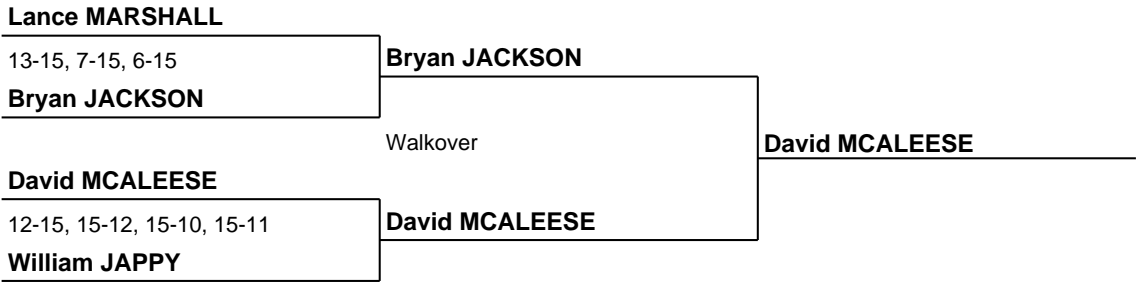 Lance MARSHALL
13-15, 7-15, 6-15
Bryan JACKSON
Bryan JACKSON
Walkover
David MCALEESE
David MCALEESE
12-15, 15-12, 15-10, 15-11
David MCALEESE
William JAPPY